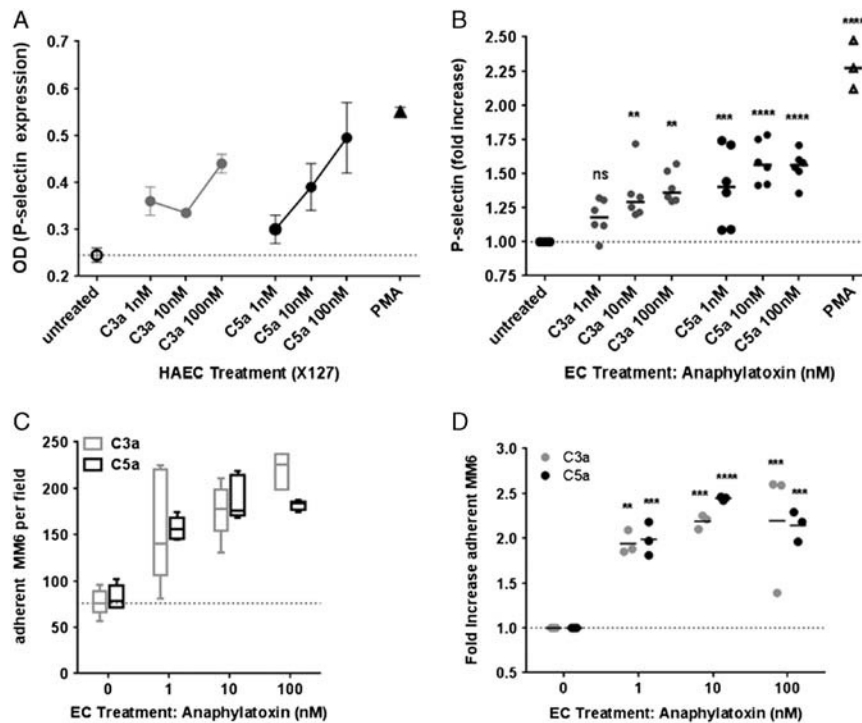 A
OD (P-selectin expression)
0.7
0.6
0.5
0.4
0.3
0.2
untreated
C3a 1nM
C3a 10nM
C3a 100nM
C5a 1nM
C5a 10nM
C5a 100nM
PMA
HAEC Treatment (X127)
B
P-selectin (fold increase)
2.50
2.25
2.00
1.75
1.50
1.25
1.00
0.75
ns
**
**
***
****
****
****
untreated
C3a 1nM
C3a 10nM
C3a 100nM
C5a 1nM
C5a 10nM
C5a 100nM
PMA
EC Treatment: Anaphylatoxin (nM)
C
C3a
C5a
adherent MM6 per field
250
200
150
100
50
0
0 1 10 100
EC Treatment: Anaphylatoxin (nM)
D
C3a
C5a
Fold Increase adherent MM6
3.0
2.5
2.0
1.5
1.0
0.5
** ***
*** ****
*** ***
0 1 10 100
EC Treatment: Anaphylatoxin (nM)